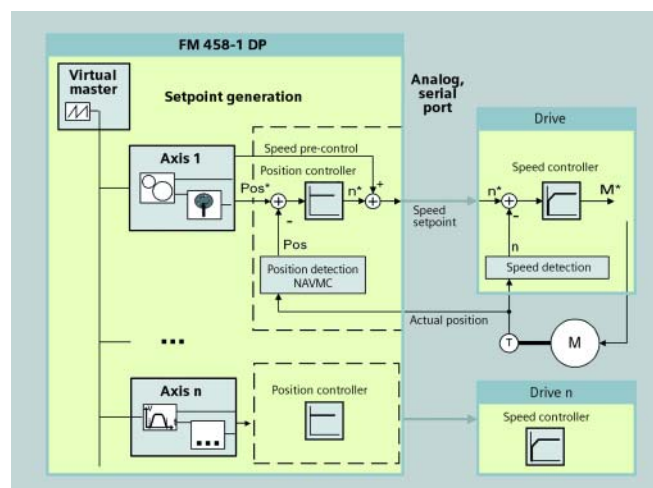 FM 458-1 DP
Virtual
master
Setpoint generation
Analog,
serial
port
Drive
Axis 1
Speed pre-control
Position controller
Speed controller
Pos*
n*
+
+
-
Speed
setpoint
n*
+
-
M*
Pos
n
Position detection
NAVMC
Speed detection
Actual position
T
M
...
Axis n
Position controller
Drive n
Speed controller
...